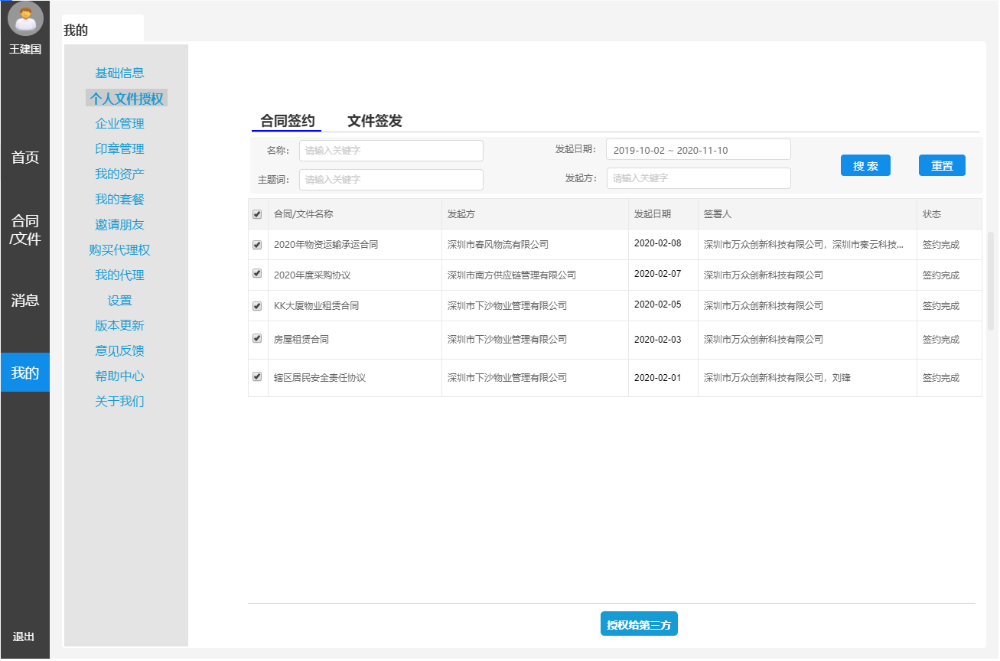 王建国
首页
合同
/文件
消息
我的
退出
我的
基础信息
个人文件授权
企业管理
印章管理
我的资产
我的套餐
邀请朋友
购买代理权
我的代理
设置
版本更新
意见反馈
帮助中心
关于我们
合同签约 文件签发
名称： 请输入关键字 发起日期： 2019-10-02 ~ 2020-11-10
主题词： 请输入关键字 发起方： 请输入关键字
搜 索 重置
合同/文件名称 发起方 发起日期 签署人 状态
2020年物资运输承运合同 深圳市春风物流有限公司 2020-02-08 深圳市万众创新科技有限公司，深圳市秦云科技... 签约完成
2020年度采购协议 深圳市南方供应链管理有限公司 2020-02-07 深圳市万众创新科技有限公司 签约完成
KK大厦物业租赁合同 深圳市下沙物业管理有限公司 2020-02-05 深圳市万众创新科技有限公司 签约完成
房屋租赁合同 深圳市下沙物业管理有限公司 2020-02-03 深圳市万众创新科技有限公司 签约完成
辖区居民安全责任协议 深圳市下沙物业管理有限公司 2020-02-01 深圳市万众创新科技有限公司，刘锋 签约完成
授权给第三方